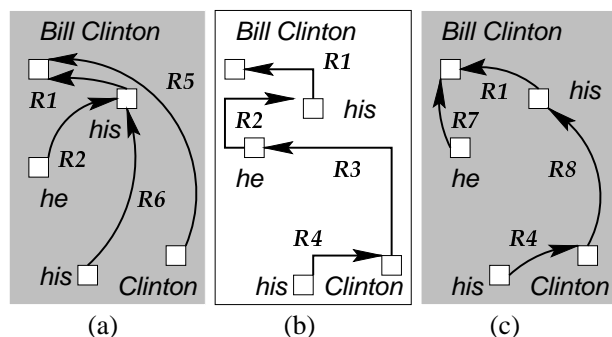 Bill Clinton
R5
R1
his
R2
he
R6
his
Clinton
(a)
Bill Clinton
R1
his
R2
he
R3
R4
his
Clinton
(b)
Bill Clinton
R1
his
R7
he
R8
R4
his
Clinton
(c)